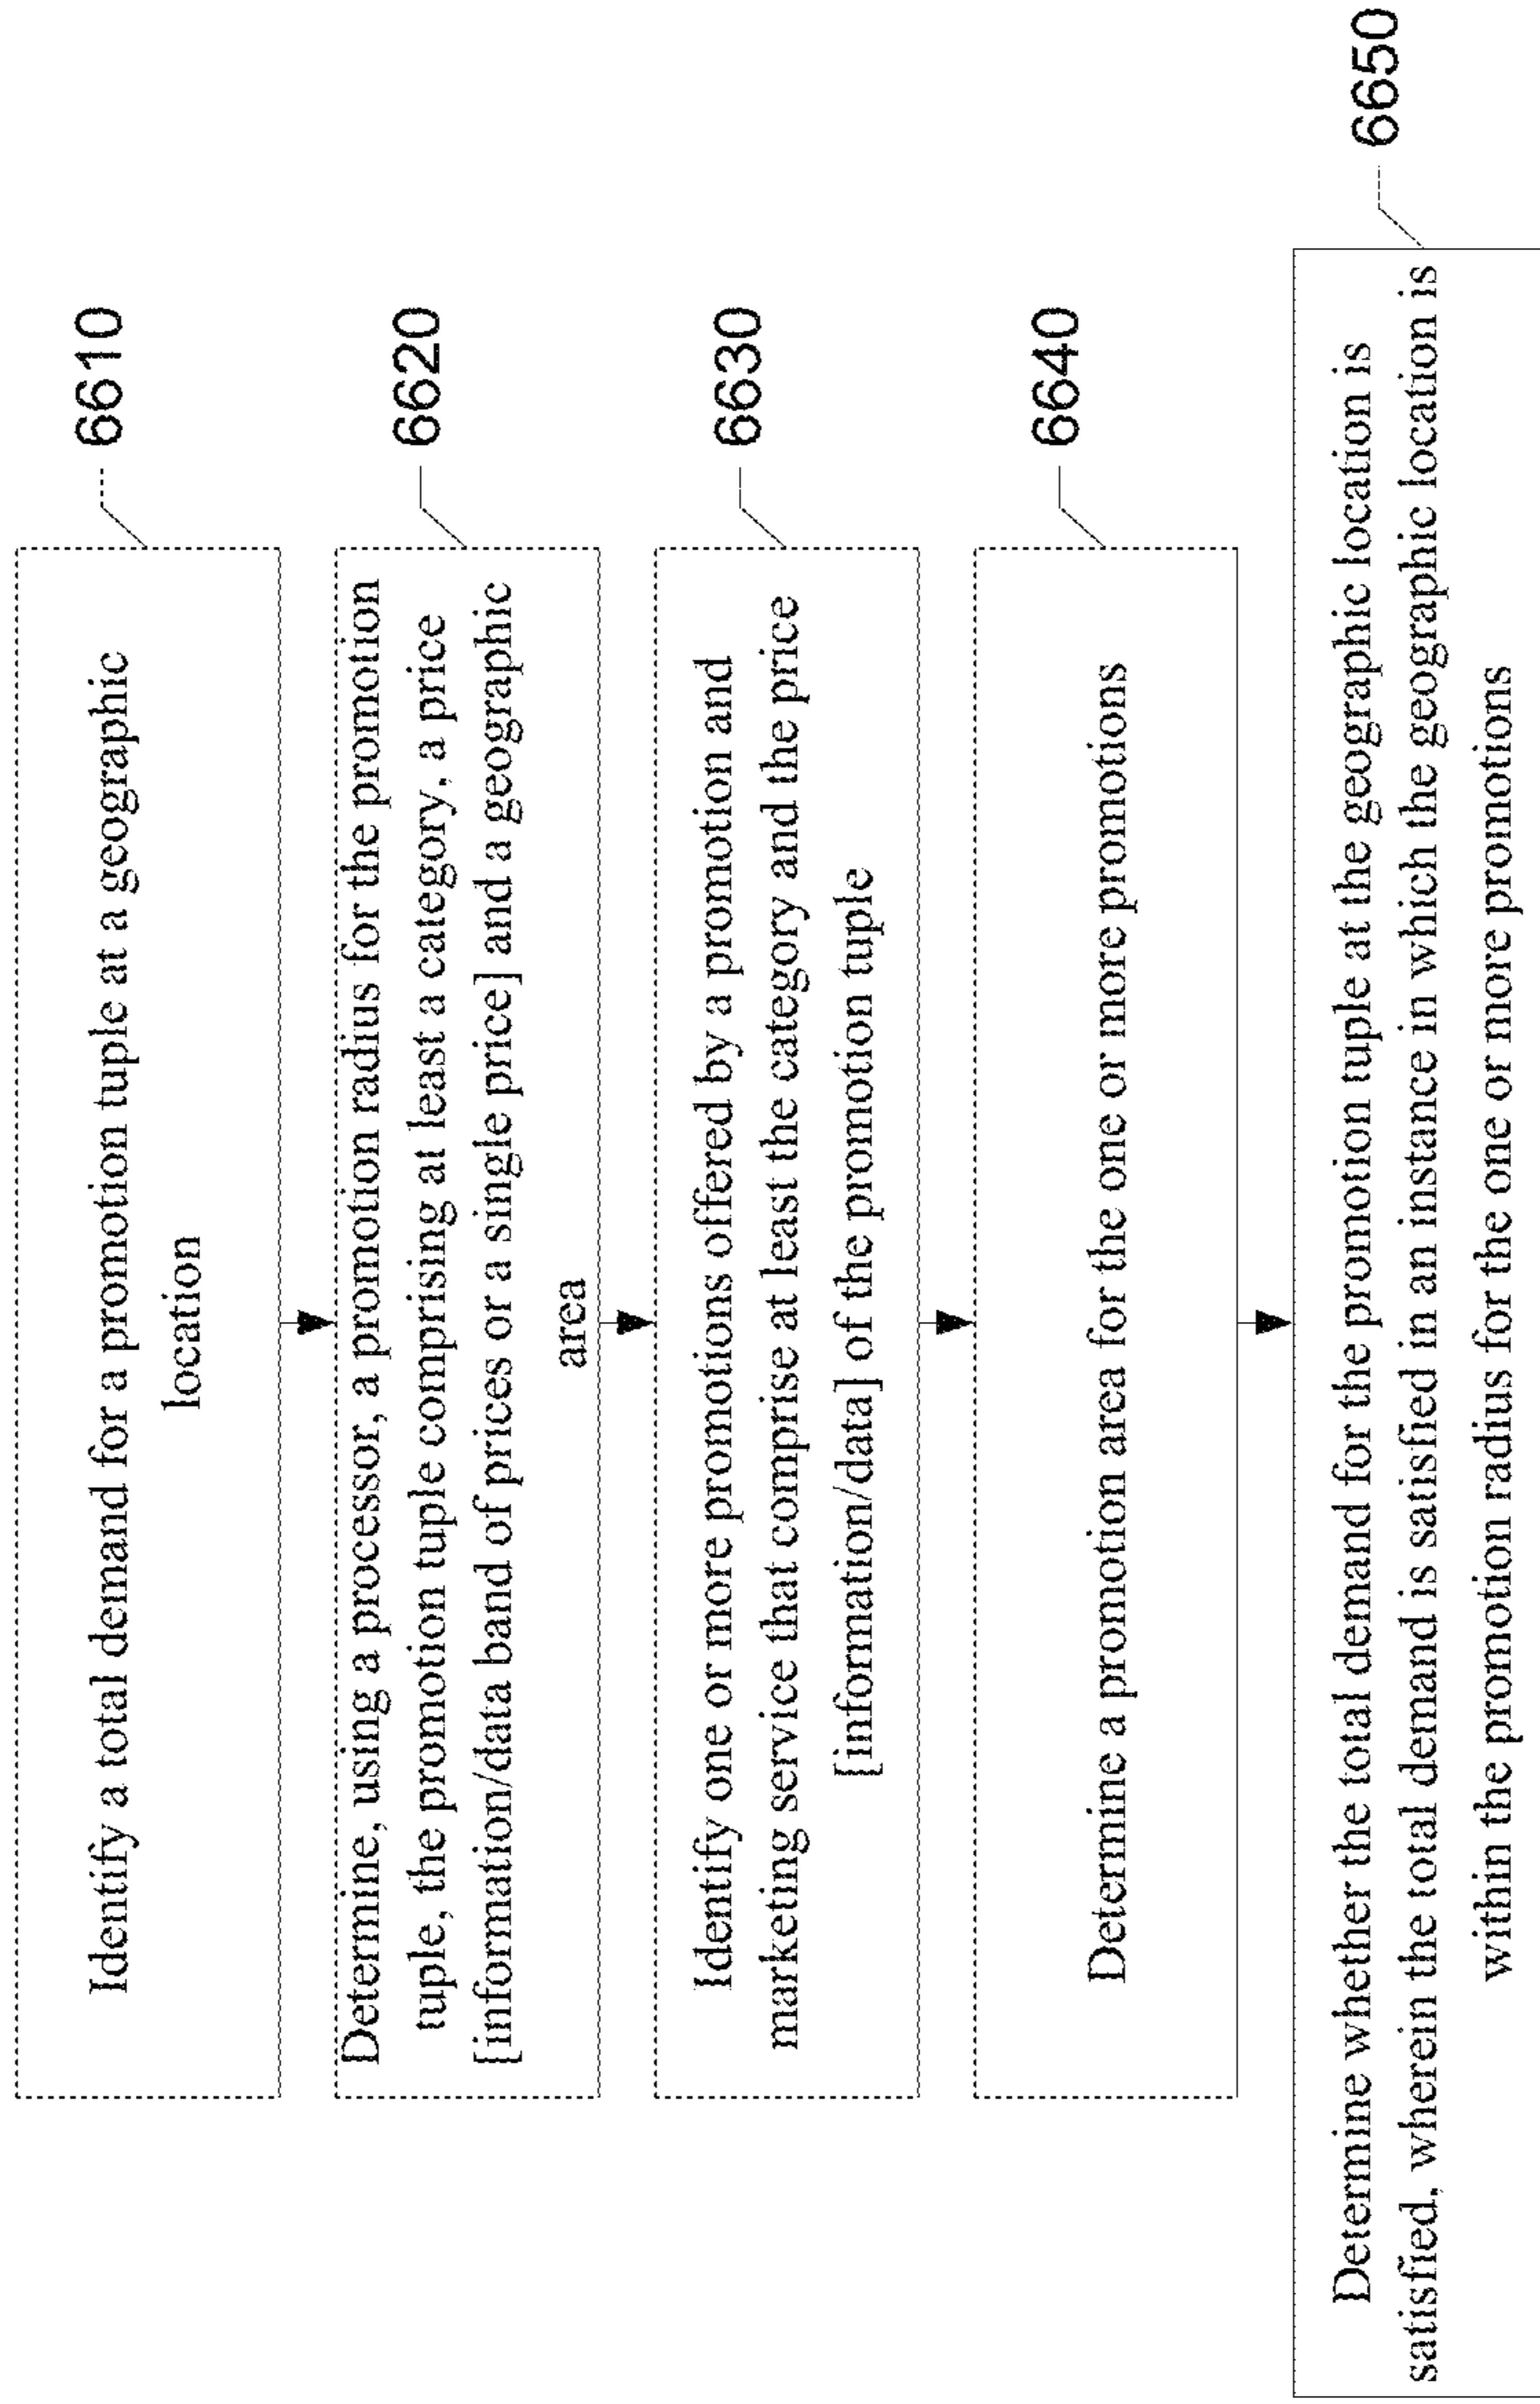 Identify a total demand for a promotion tuple at a geographic
location
6610
Determine, using a processor, a promotion radius for the promotion
tuple, the promotion tuple comprising at least a category, a price
[information/data band of prices or a single price] and a geographic
area
6620
Identify one or more promotions offered by a promotion and
marketing service that comprise at least the category and the price
[information/data] of the promotion tuple
6630
Determine a promotion area for the one or more promotions
6640
Determine whether the total demand for the promotion tuple at the geographic location is
satisfied, wherein the total demand is satisfied in an instance in which the geographic location is
within the promotion radius for the one or more promotions
6650